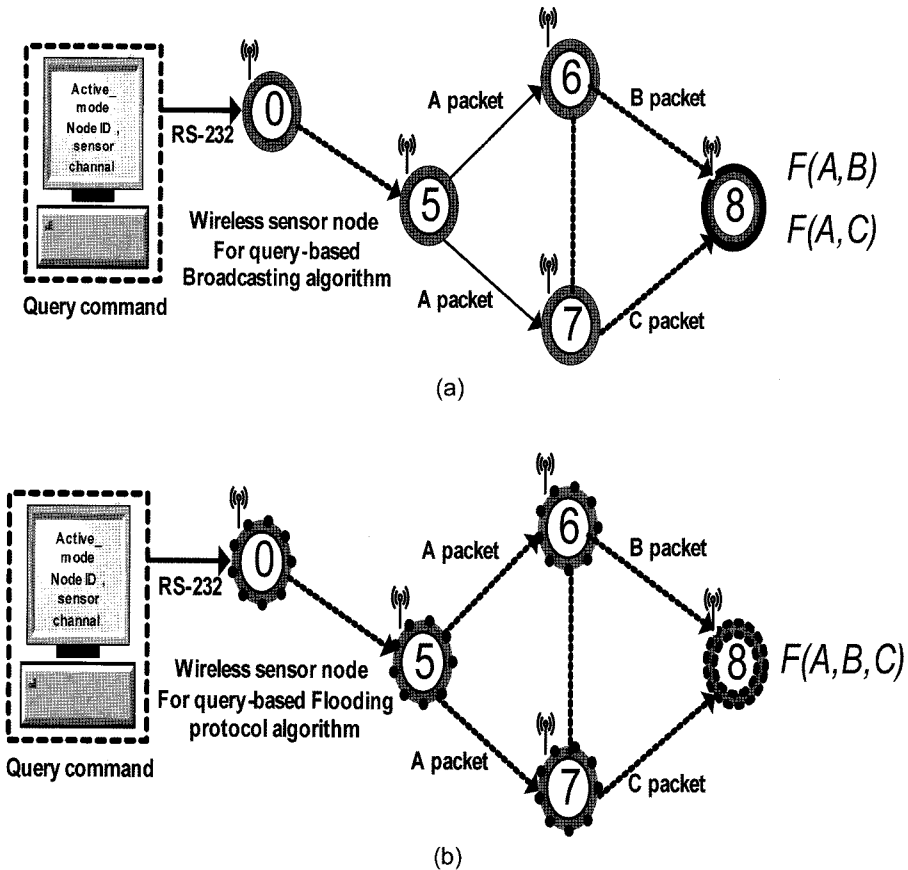 Active_
mode
Node ID ,
sensor
channal
RS-232
0
5
6
7
8
A packet
A packet
B packet
C packet
F(A,B)
F(A,C)
Wireless sensor node
For query-based
Broadcasting algorithm
Query command
(a)
Active_
mode
Node ID ,
sensor
channal
RS-232
0
5
6
7
8
A packet
A packet
B packet
C packet
F(A,B,C)
Wireless sensor node
For query-based Flooding
protocol algorithm
Query command
(b)